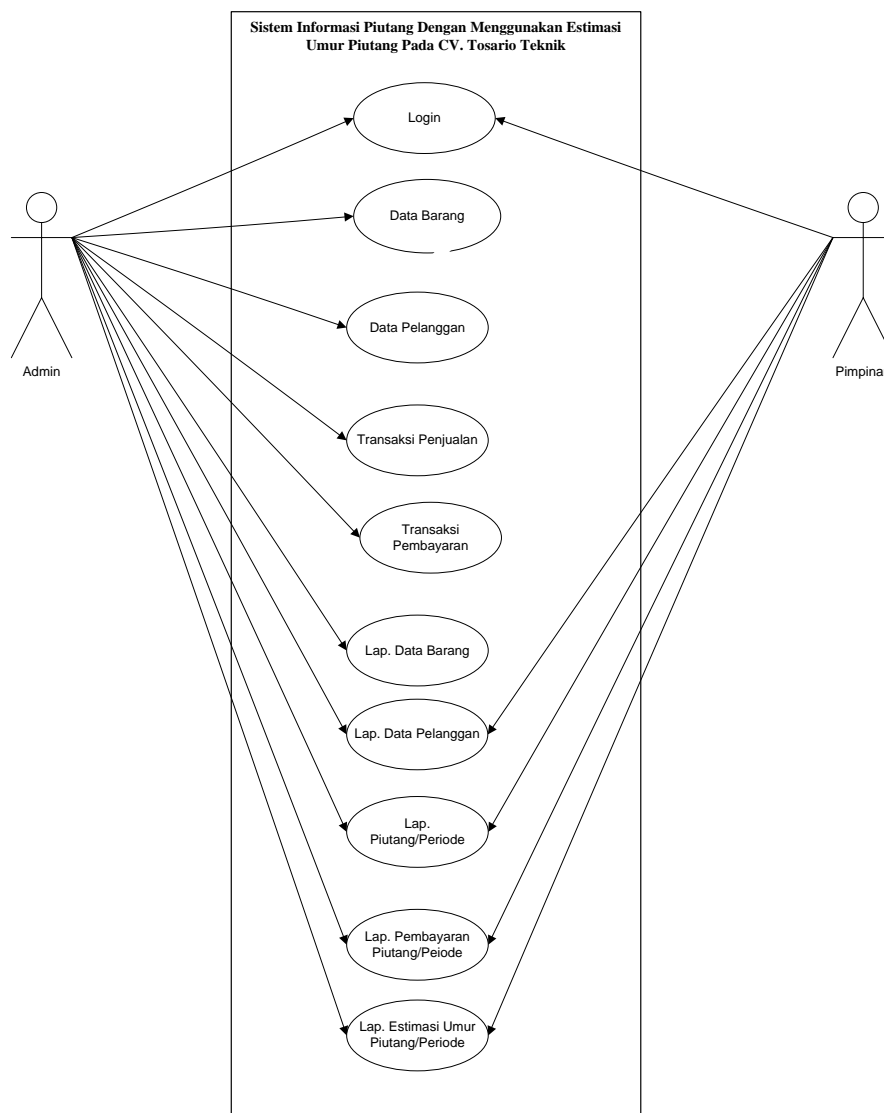 Sistem Informasi Piutang Dengan Menggunakan Estimasi
Umur Piutang Pada CV. Tosario Teknik
Login
Data Barang
Data Pelanggan
Admin
Pimpinan
Transaksi Penjualan
Transaksi
Pembayaran
Lap. Data Barang
Lap. Data Pelanggan
Lap.
Piutang/Periode
Lap. Pembayaran
Piutang/Peiode
Lap. Estimasi Umur
Piutang/Periode